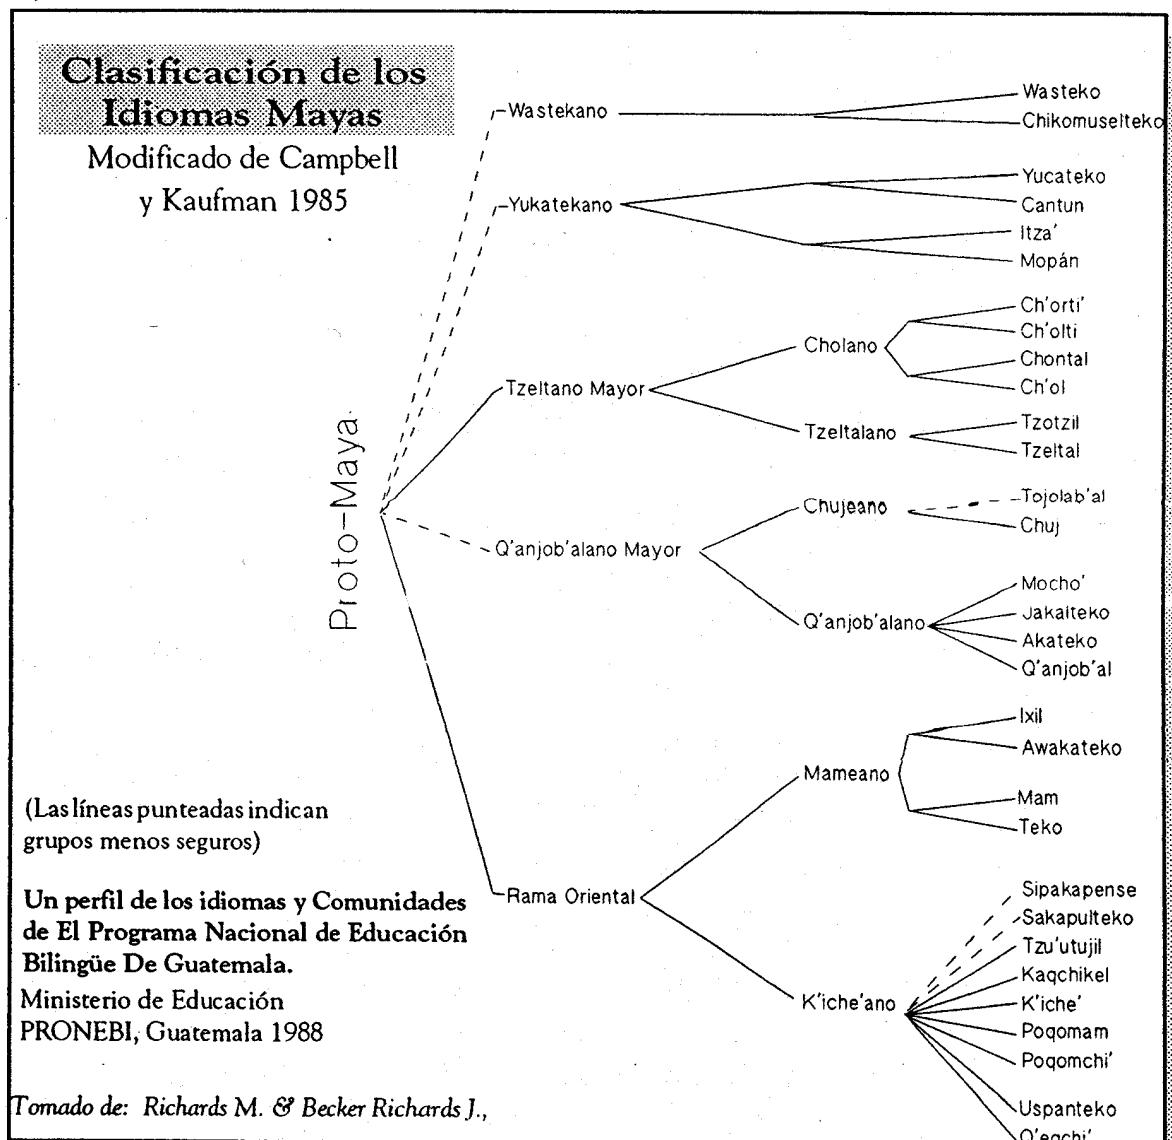 Clasificación de los
Idiomas Mayas
Modificado de Campbell
y Kaufman 1985
Proto-Maya
Wastekano
Wasteko
Chikomuselteko
Yukatekano
Yucateko
Cantun
Itza'
Mopán
Tzeltano Mayor
Cholano
Ch'orti'
Ch'olti
Chontal
Ch'ol
Tzeltalano
Tzotzil
Tzeltal
Q'anjob'alano Mayor
Chujeano
Tojolab'al
Chuj
Q'anjob'alano
Mocho'
Jakalteko
Akateko
Q'anjob'al
Rama Oriental
Mameano
Ixil
Awakateko
Mam
Teko
K'iche'ano
Sipakapense
Sakapulteko
Tzu'utujil
Kaqchikel
K'iche'
Poqomam
Poqomchi'
Uspanteko
Q'eqchi'
(Las líneas punteadas indican
grupos menos seguros)
Un perfil de los idiomas y Comunidades
de El Programa Nacional de Educación
Bilingüe De Guatemala.
Ministerio de Educación
PRONEBI, Guatemala 1988
Tomado de: Richards M. & Becker Richards J.,